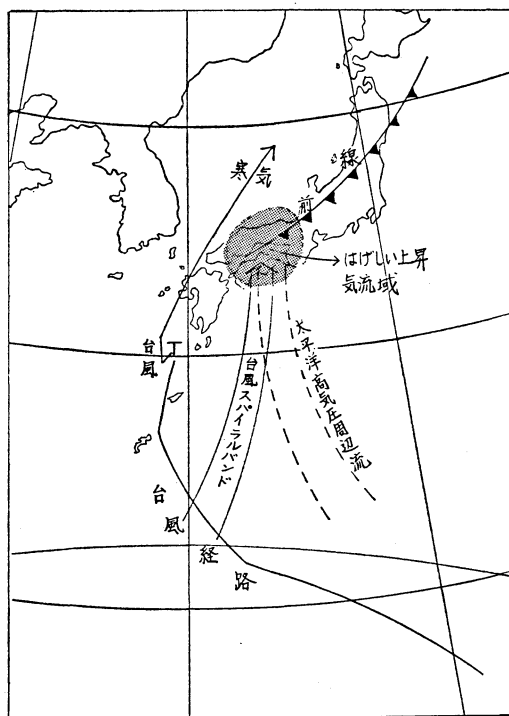 寒気
前線
はげしい上昇
気流域
台風
T
台風スパイラルバンド
太平洋高気圧周辺流
台風経路